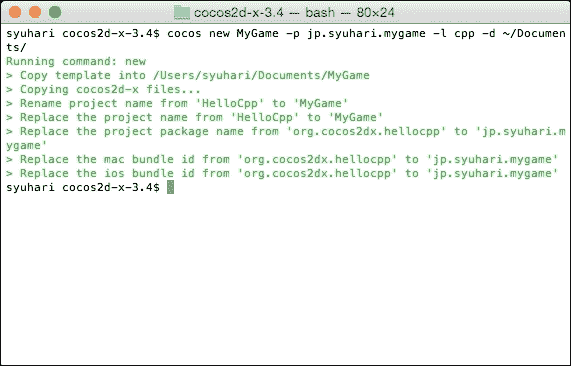 cocos2d-x-3.4 — bash — 80×24
syuhari cocos2d-x-3.4$ cocos new MyGame -p jp.syuhari.mygame -l cpp -d ~/Documen
ts/
Running command: new
> Copy template into /Users/syuhari/Documents/MyGame
> Copying cocos2d-x files...
> Rename project name from 'HelloCpp' to 'MyGame'
> Replace the project name from 'HelloCpp' to 'MyGame'
> Replace the project package name from 'org.cocos2dx.hellocpp' to 'jp.syuhari.m
ygame'
> Replace the mac bundle id from 'org.cocos2dx.hellocpp' to 'jp.syuhari.mygame'
> Replace the ios bundle id from 'org.cocos2dx.hellocpp' to 'jp.syuhari.mygame'
syuhari cocos2d-x-3.4$